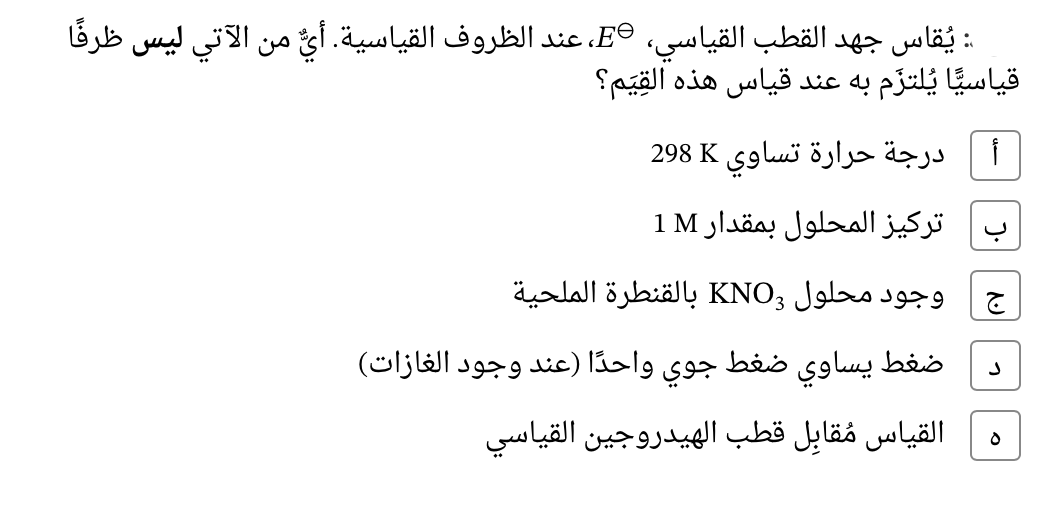 : يُقاس جهد القطب القياسي، E⊖، عند الظروف القياسية. أيٌّ من الآتي ليس ظرفًا
قياسيًّا يُلتزَم به عند قياس هذه القِيَم؟
أ درجة حرارة تساوي 298 K
ب تركيز المحلول بمقدار 1 M
ج وجود محلول KNO₃ بالقنطرة الملحية
د ضغط يساوي ضغط جوي واحدًا (عند وجود الغازات)
ه القياس مُقابِل قطب الهيدروجين القياسي